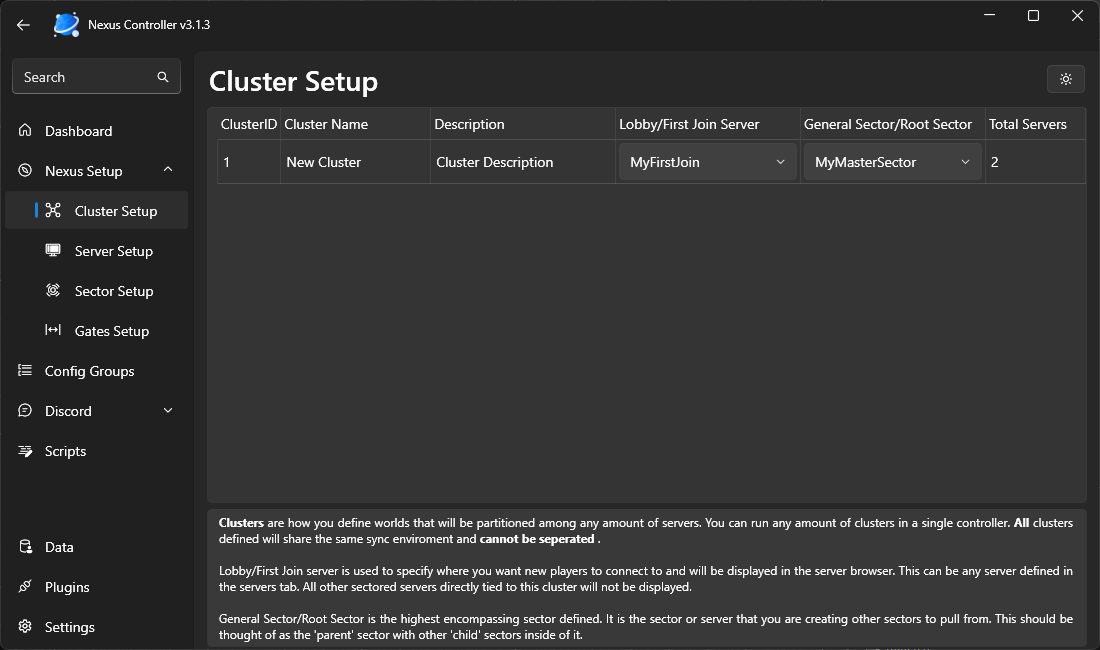 Nexus Controller v3.1.3
Search
Dashboard
Nexus Setup
Cluster Setup
Server Setup
Sector Setup
Gates Setup
Config Groups
Discord
Scripts
Data
Plugins
Settings
Cluster Setup
ClusterID Cluster Name Description Lobby/First Join Server General Sector/Root Sector Total Servers
1 New Cluster Cluster Description MyFirstJoin MyMasterSector 2
Clusters are how you define worlds that will be partitioned among any amount of servers. You can run any amount of clusters in a single controller. All clusters
defined will share the same sync enviroment and cannot be seperated .
Lobby/First Join server is used to specify where you want new players to connect to and will be displayed in the server browser. This can be any server defined in
the servers tab. All other sectored servers directly tied to this cluster will not be displayed.
General Sector/Root Sector is the highest encompassing sector defined. It is the sector or server that you are creating other sectors to pull from. This should be
thought of as the 'parent' sector with other 'child' sectors inside of it.